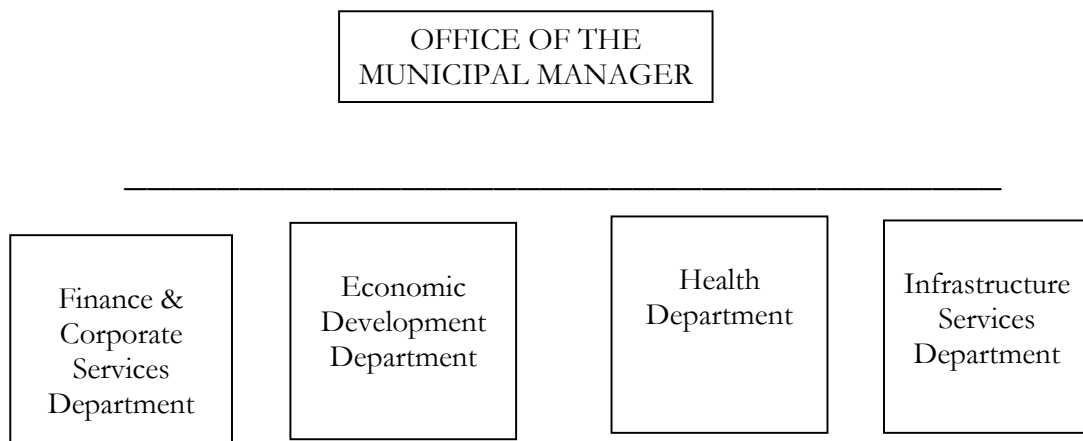 OFFICE OF THE
MUNICIPAL MANAGER
Finance &
Corporate
Services
Department
Economic
Development
Department
Health
Department
Infrastructure
Services
Department